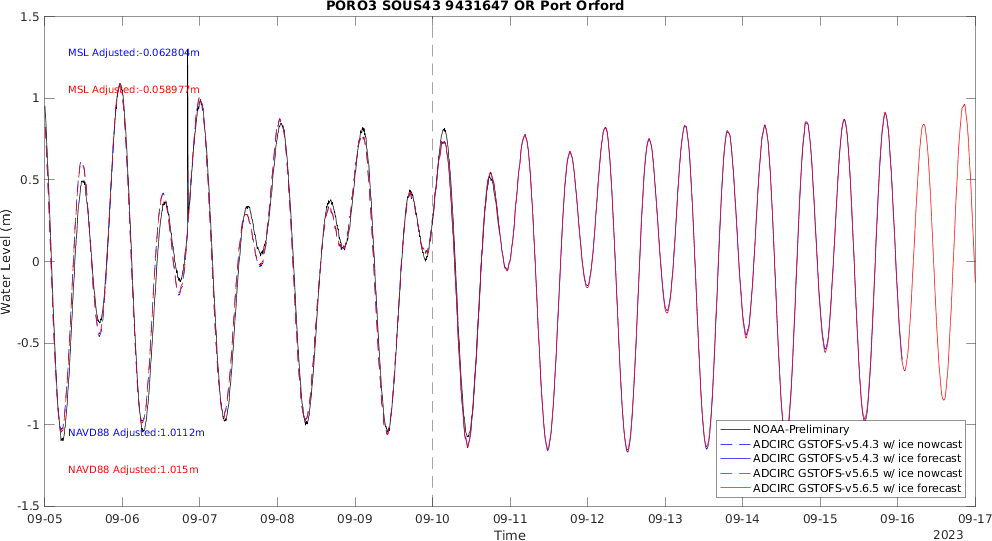 PORO3 SOUS43 9431647 OR Port Orford
1.5
1
0.5
0
-0.5
-1
-1.5
Water Level (m)
MSL Adjusted:-0.062804m
MSL Adjusted:-0.058977m
NAVD88 Adjusted:1.0112m
NAVD88 Adjusted:1.015m
NOAA-Preliminary
ADCIRC GSTOFS-v5.4.3 w/ ice nowcast
ADCIRC GSTOFS-v5.4.3 w/ ice forecast
ADCIRC GSTOFS-v5.6.5 w/ ice nowcast
ADCIRC GSTOFS-v5.6.5 w/ ice forecast
09-05 09-06 09-07 09-08 09-09 09-10 09-11 09-12 09-13 09-14 09-15 09-16 09-17
Time
2023